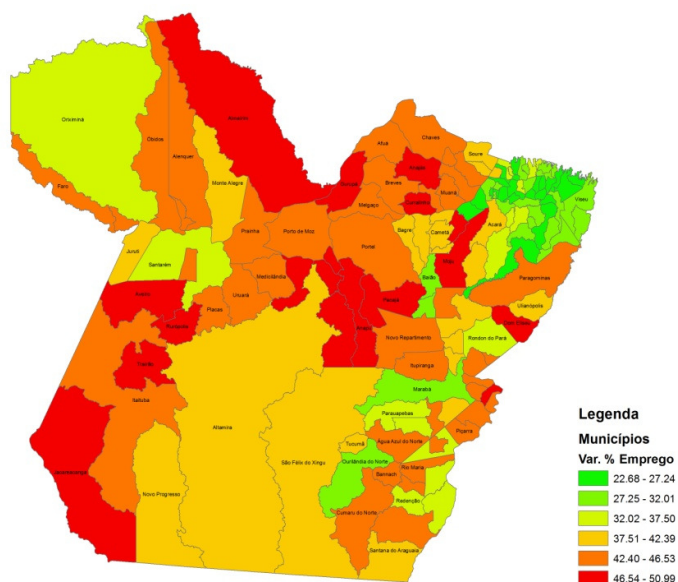 Oriximiná
Óbidos
Almeirim
Alenquer
Faro
Monte Alegre
Afuá
Chaves
Soure
Breves
Muaná
Melgaço
Viseu
Juruti
Santarém
Prainha
Porto de Moz
Portel
Bagre
Cametá
Acará
Baião
Medicilândia
Uruará
Placas
Pacajá
Paragominas
Ulianópolis
Dom Eliseu
Rondon do Pará
Novo Repartimento
Itupiranga
Itaituba
Marabá
Parauapebas
Altamira
São Félix do Xingu
Tucumã
Água Azul do Norte
Piçarra
Ourilândia do Norte
Bannach
Rio Maria
Novo Progresso
Redenção
Cumaru do Norte
Santana do Araguaia
Legenda
Municípios
Var. % Emprego
22.68 - 27.24
27.25 - 32.01
32.02 - 37.50
37.51 - 42.39
42.40 - 46.53
46.54 - 50.99